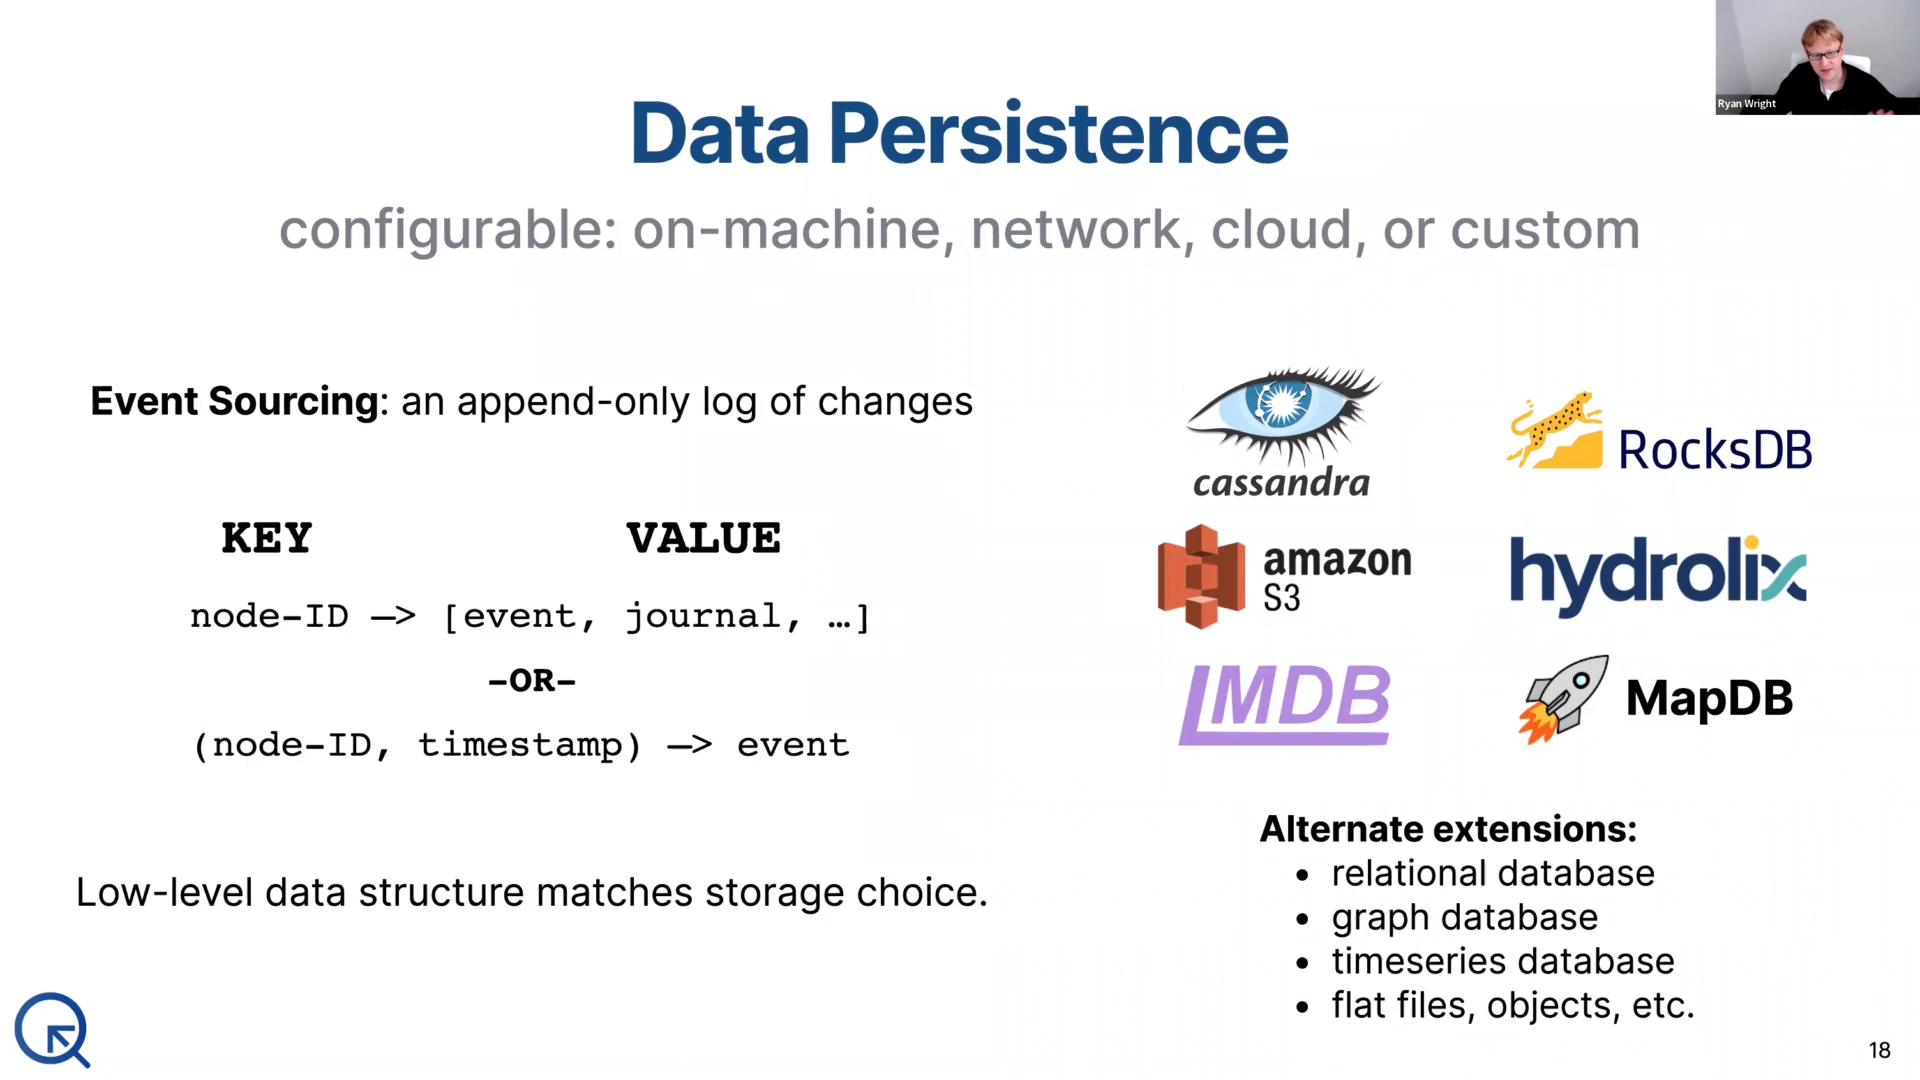 Ryan Wright
Data Persistence
configurable: on-machine, network, cloud, or custom
Event Sourcing: an append-only log of changes
KEY VALUE
node-ID —> [event, journal, …]
-OR-
(node-ID, timestamp) —> event
Low-level data structure matches storage choice.
cassandra
RocksDB
amazon
S3
hydrolix
LMDB
MapDB
Alternate extensions:
• relational database
• graph database
• timeseries database
• flat files, objects, etc.
18